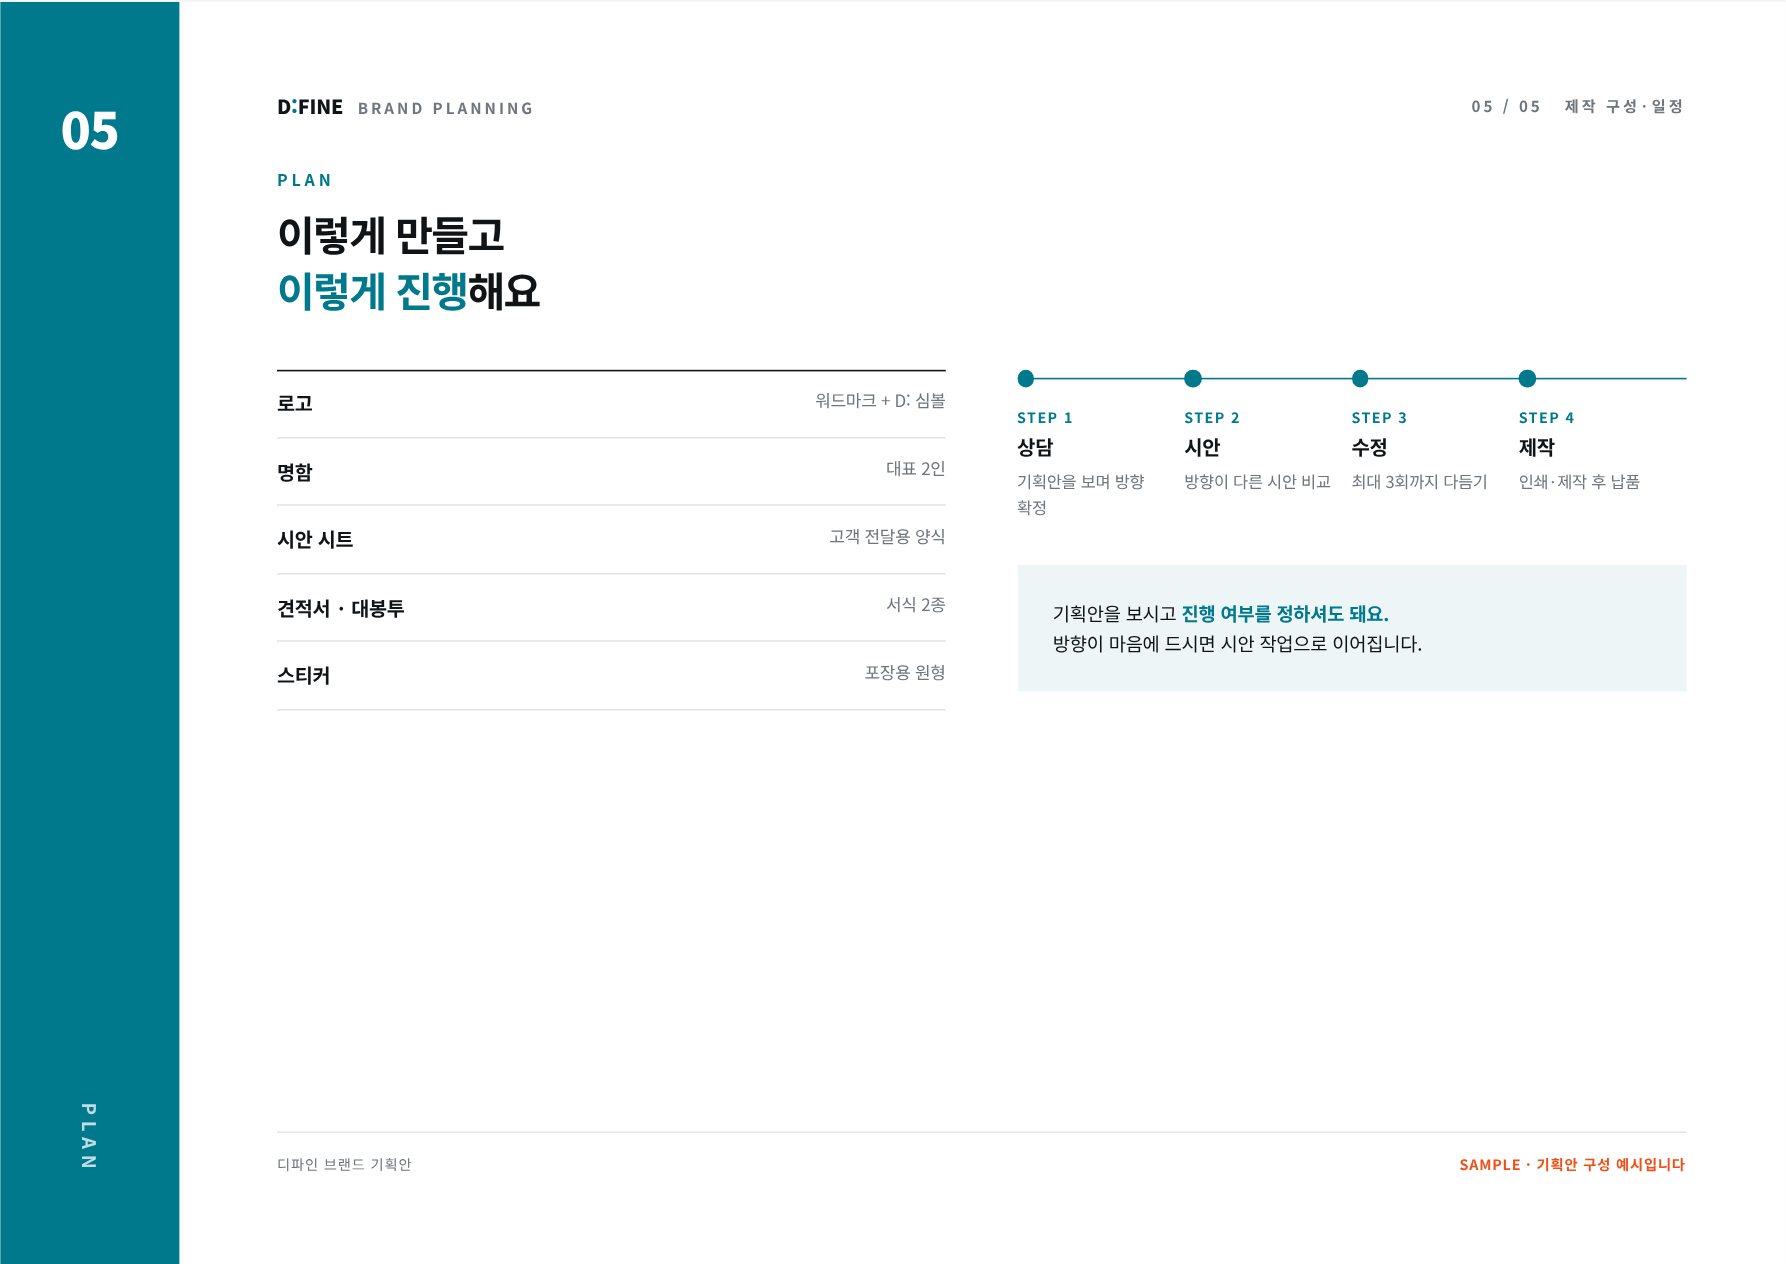 05
D:FINE BRAND PLANNING
05 / 05 제작 구성·일정
PLAN
이렇게 만들고
이렇게 진행해요
로고 워드마크 + D: 심볼
명함 대표 2인
시안 시트 고객 전달용 양식
견적서 · 대봉투 서식 2종
스티커 포장용 원형
STEP 1
상담
기획안을 보며 방향
확정
STEP 2
시안
방향이 다른 시안 비교
STEP 3
수정
최대 3회까지 다듬기
STEP 4
제작
인쇄·제작 후 납품
기획안을 보시고 진행 여부를 정하셔도 돼요.
방향이 마음에 드시면 시안 작업으로 이어집니다.
PLAN
디파인 브랜드 기획안
SAMPLE · 기획안 구성 예시입니다